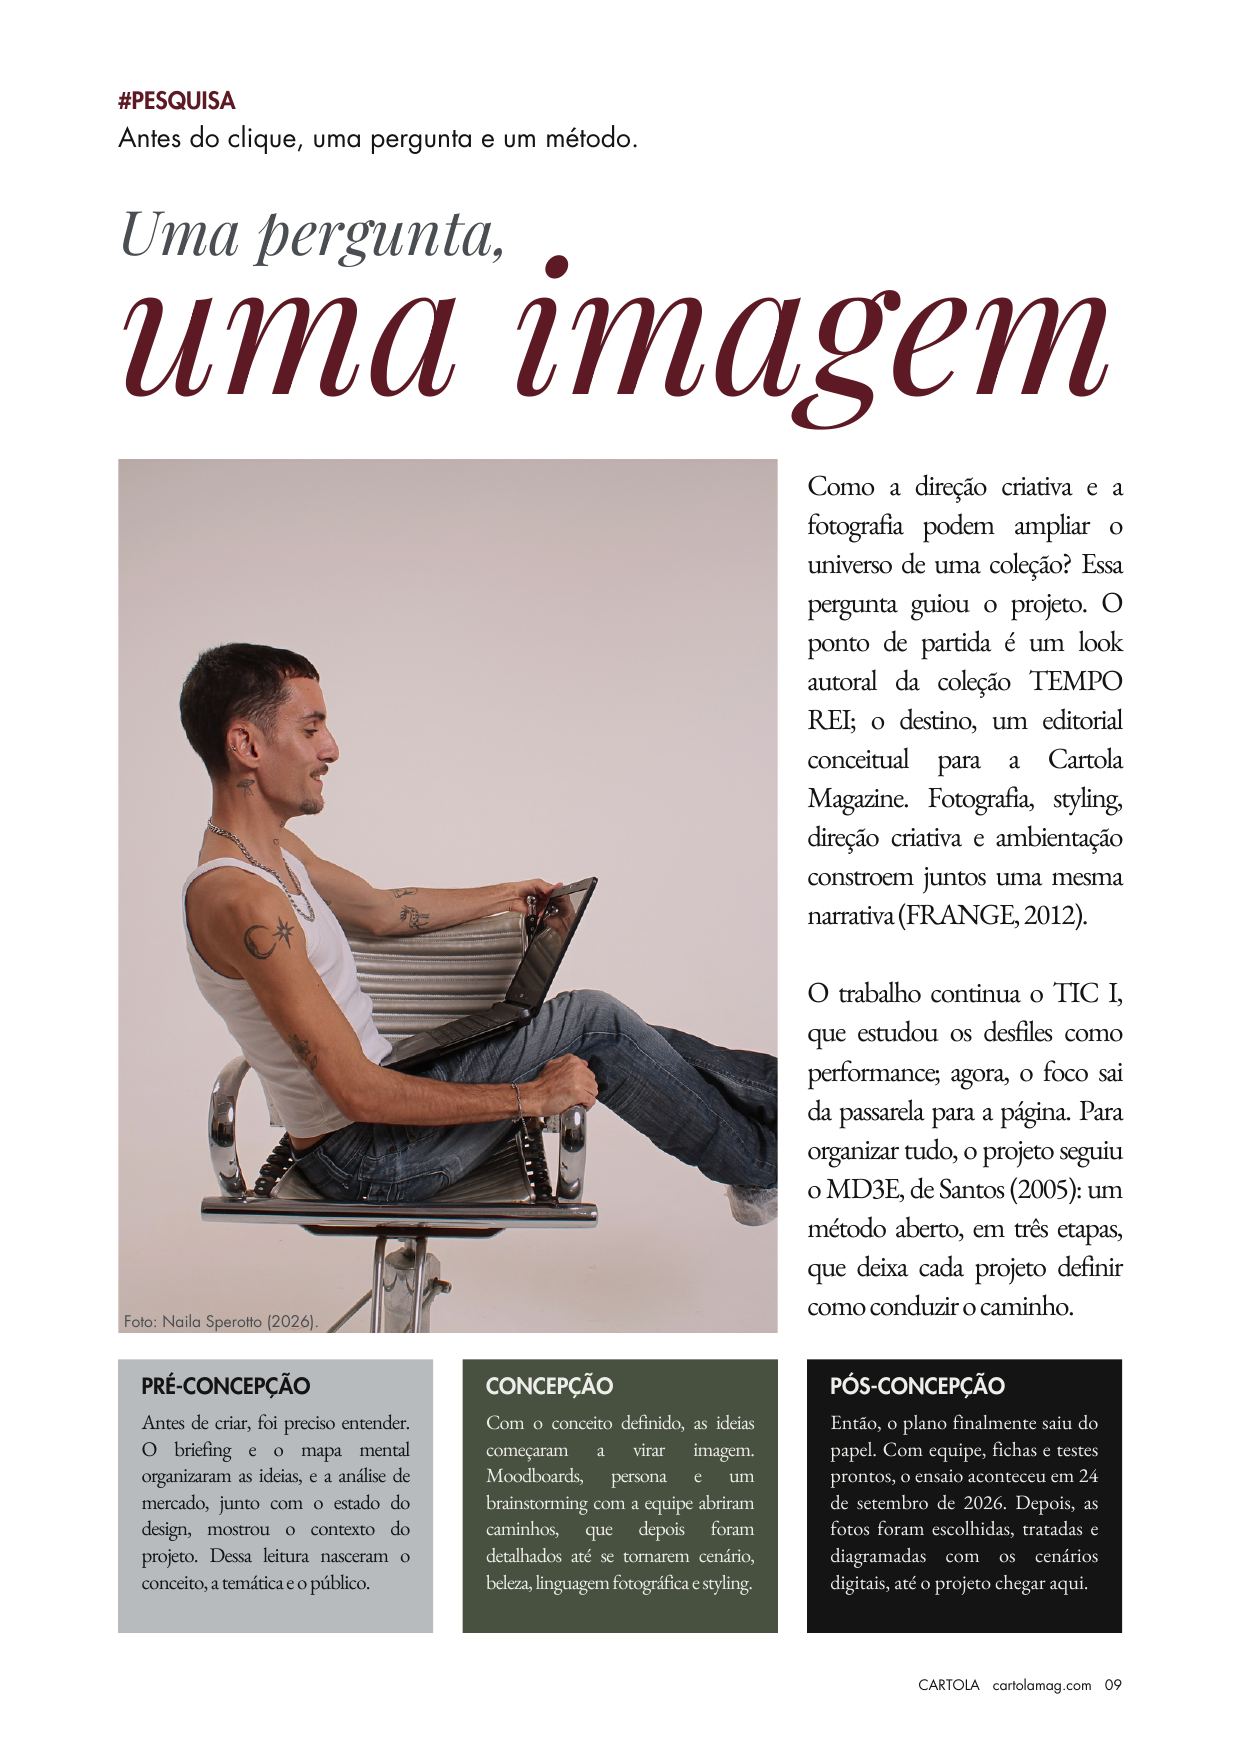 #PESQUISA
Antes do clique, uma pergunta e um método.
Uma pergunta,
uma imagem
Como a direção criativa e a
fotografia podem ampliar o
universo de uma coleção? Essa
pergunta guiou o projeto. O
ponto de partida é um look
autoral da coleção TEMPO
REI; o destino, um editorial
conceitual para a Cartola
Magazine. Fotografia, styling,
direção criativa e ambientação
constroem juntos uma mesma
narrativa (FRANGE, 2012).
O trabalho continua o TIC I,
que estudou os desfiles como
performance; agora, o foco sai
da passarela para a página. Para
organizar tudo, o projeto seguiu
o MD3E, de Santos (2005): um
método aberto, em três etapas,
que deixa cada projeto definir
como conduzir o caminho.
Foto: Naila Sperotto (2026).
PRÉ-CONCEPÇÃO
Antes de criar, foi preciso entender.
O briefing e o mapa mental
organizaram as ideias, e a análise de
mercado, junto com o estado do
design, mostrou o contexto do
projeto. Dessa leitura nasceram o
conceito, a temática e o público.
CONCEPÇÃO
Com o conceito definido, as ideias
começaram a virar imagem.
Moodboards, persona e um
brainstorming com a equipe abriram
caminhos, que depois foram
detalhados até se tornarem cenário,
beleza, linguagem fotográfica e styling.
PÓS-CONCEPÇÃO
Então, o plano finalmente saiu do
papel. Com equipe, fichas e testes
prontos, o ensaio aconteceu em 24
de setembro de 2026. Depois, as
fotos foram escolhidas, tratadas e
diagramadas com os cenários
digitais, até o projeto chegar aqui.
CARTOLA cartolamag.com 09